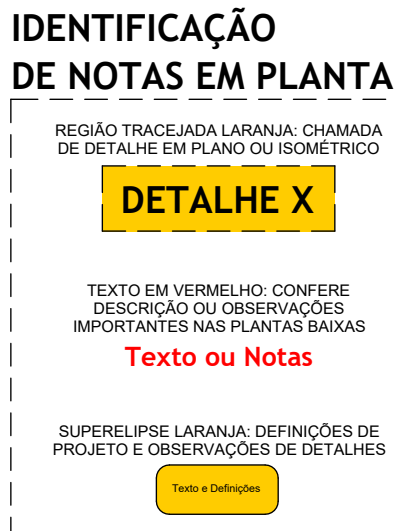 IDENTIFICAÇÃO
DE NOTAS EM PLANTA
REGIÃO TRACEJADA LARANJA: CHAMADA
DE DETALHE EM PLANO OU ISOMÉTRICO
DETALHE X
TEXTO EM VERMELHO: CONFERE
DESCRIÇÃO OU OBSERVAÇÕES
IMPORTANTES NAS PLANTAS BAIXAS
Texto ou Notas
SUPERELIPSE LARANJA: DEFINIÇÕES DE
PROJETO E OBSERVAÇÕES DE DETALHES
Texto e Definições